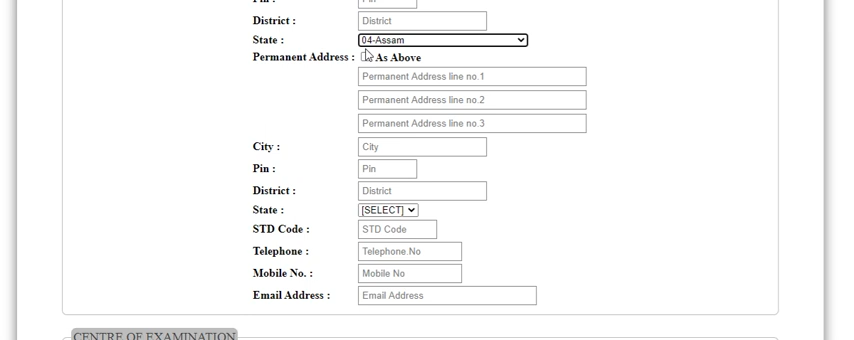 Pin : Pin
District : District
State : 04-Assam
Permanent Address : As Above
Permanent Address line no.1
Permanent Address line no.2
Permanent Address line no.3
City : City
Pin : Pin
District : District
State : [SELECT]
STD Code : STD Code
Telephone : Telephone.No
Mobile No. : Mobile No
Email Address : Email Address
CENTRE OF EXAMINATION